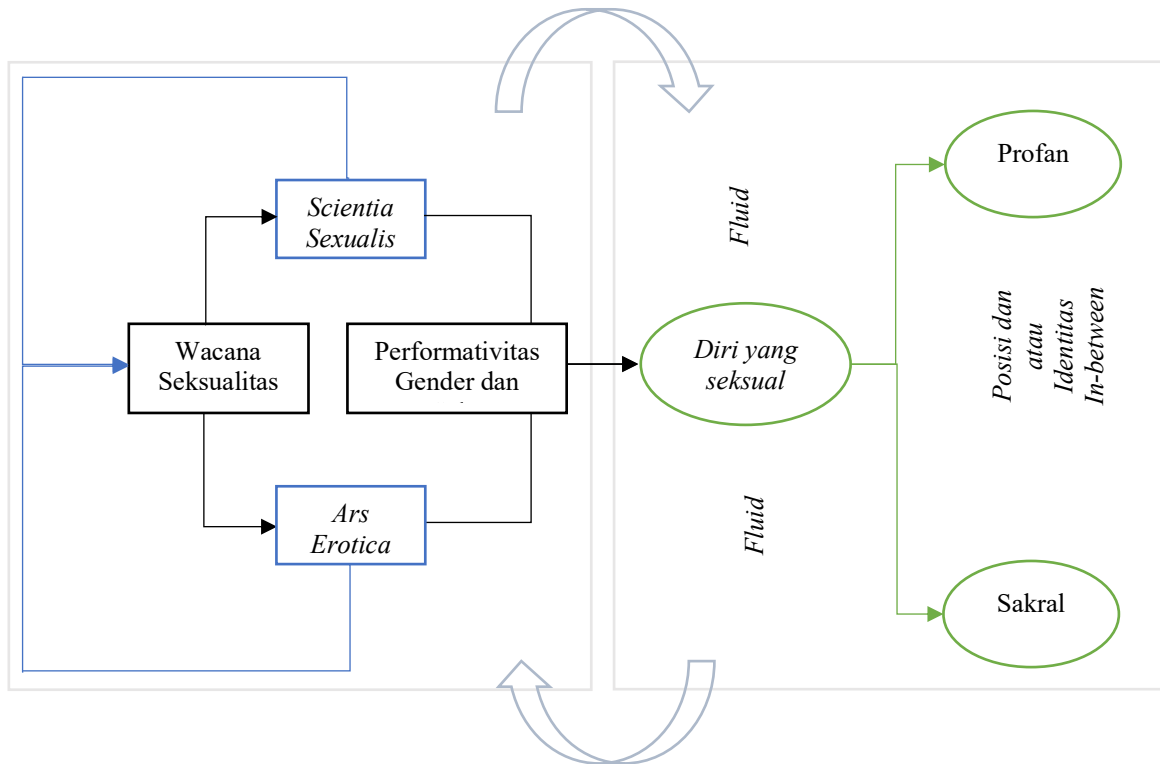 Scientia
Sexualis
Wacana
Seksualitas
Performativitas
Gender dan
Ars
Erotica
Fluid
Diri yang
seksual
Fluid
Profan
Posisi dan
atau
Identitas
In-between
Sakral